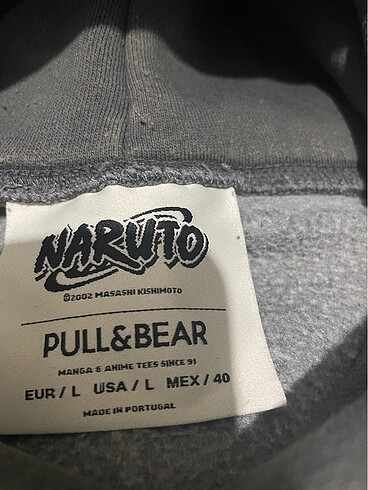 NARUTO
©2002 MASASHI KISHIMOTO
PULL&BEAR
MANGA & ANIME TEES SINCE 91
EUR / L USA / L MEX / 40
MADE IN PORTUGAL